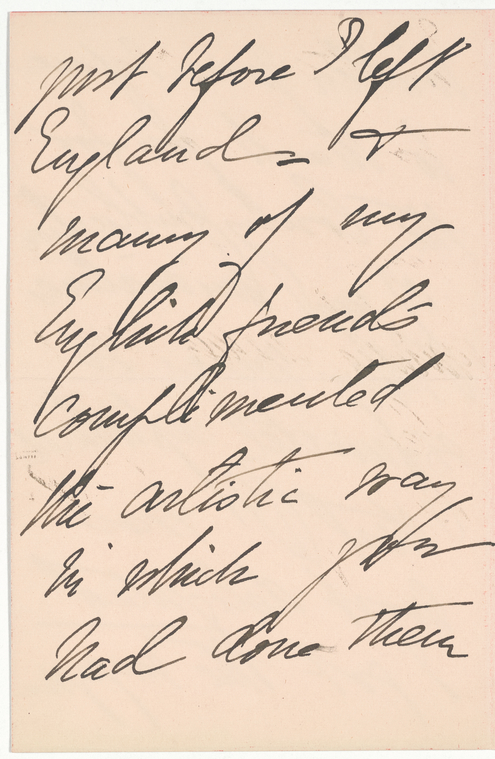 just before I left
England &
many of my
English friends
complimented
the artistic way
in which you
had done them